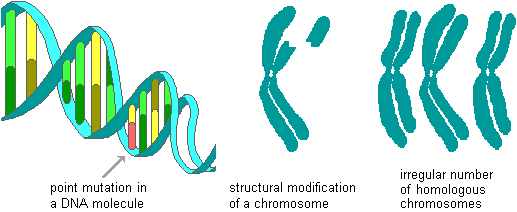 point mutation in
a DNA molecule
structural modification
of a chromosome
irregular number
of homologous
chromosomes